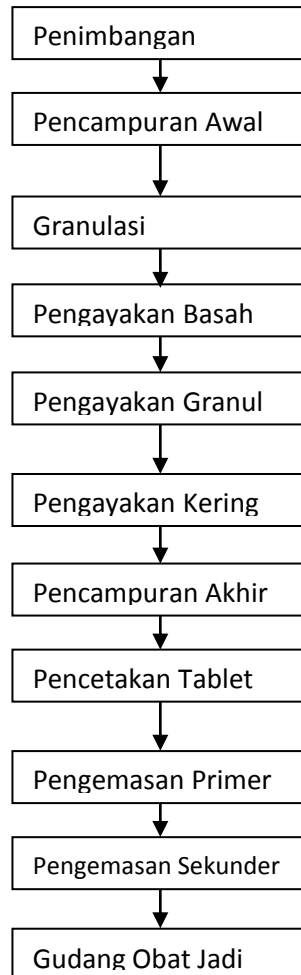 Penimbangan
Pencampuran Awal
Granulasi
Pengayakan Basah
Pengayakan Granul
Pengayakan Kering
Pencampuran Akhir
Pencetakan Tablet
Pengemasan Primer
Pengemasan Sekunder
Gudang Obat Jadi